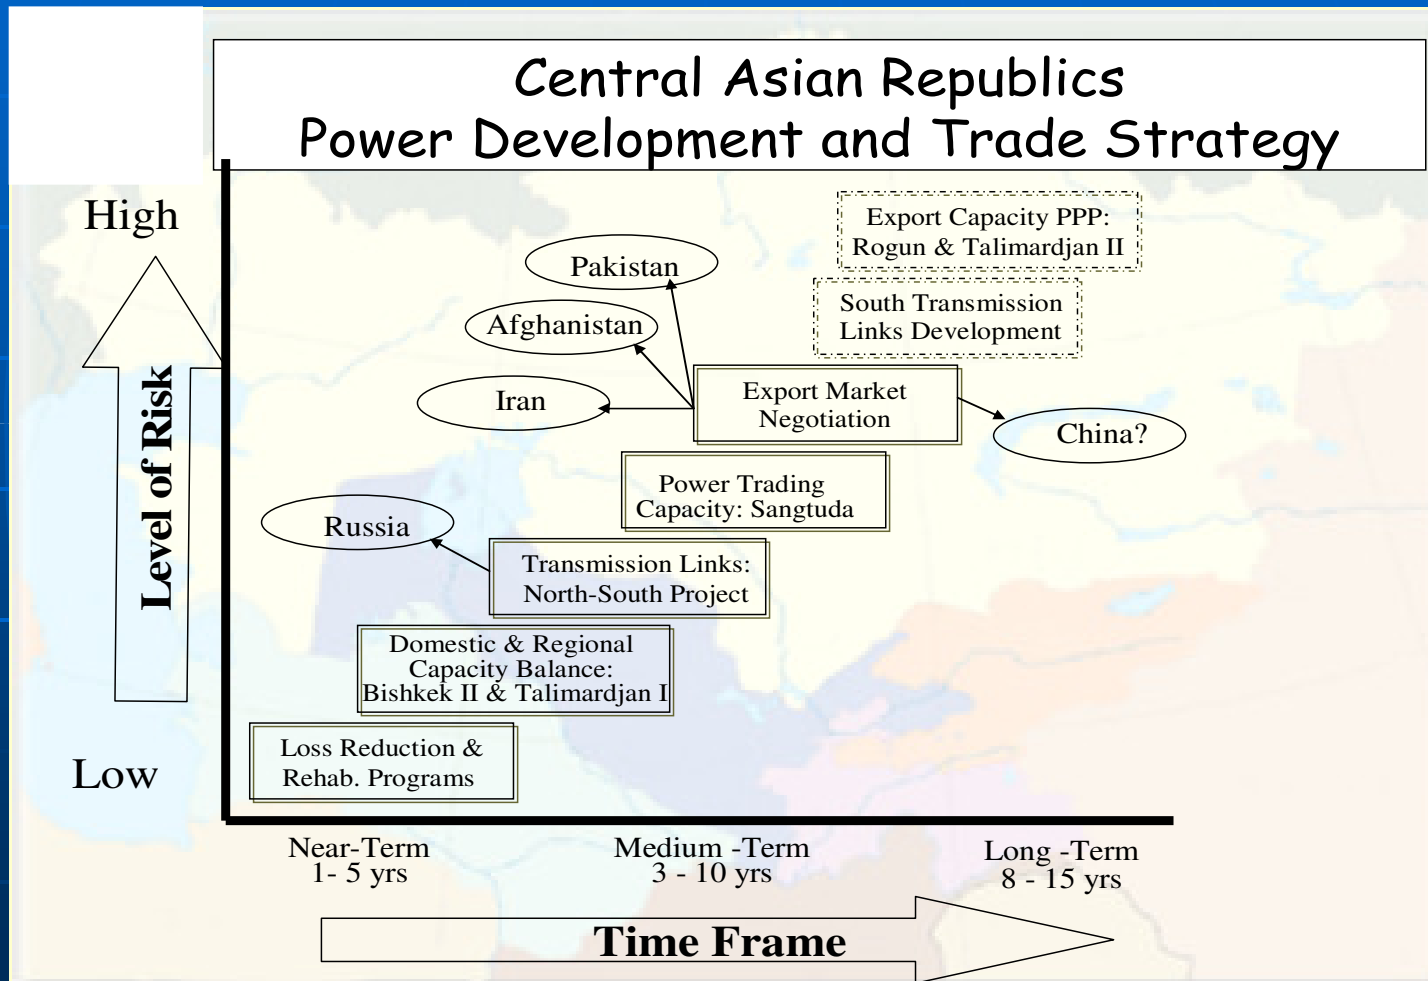 Central Asian Republics
Power Development and Trade Strategy
High
Export Capacity PPP:
Rogun & Talimardjan II
Pakistan
South Transmission
Links Development
Afghanistan
Export Market
Negotiation
Iran
China?
Level of Risk
Power Trading
Capacity: Sangtuda
Russia
Transmission Links:
North-South Project
Domestic & Regional
Capacity Balance:
Bishkek II & Talimardjan I
Loss Reduction &
Rehab. Programs
Low
Near-Term
1- 5 yrs
Medium -Term
3 - 10 yrs
Long -Term
8 - 15 yrs
Time Frame